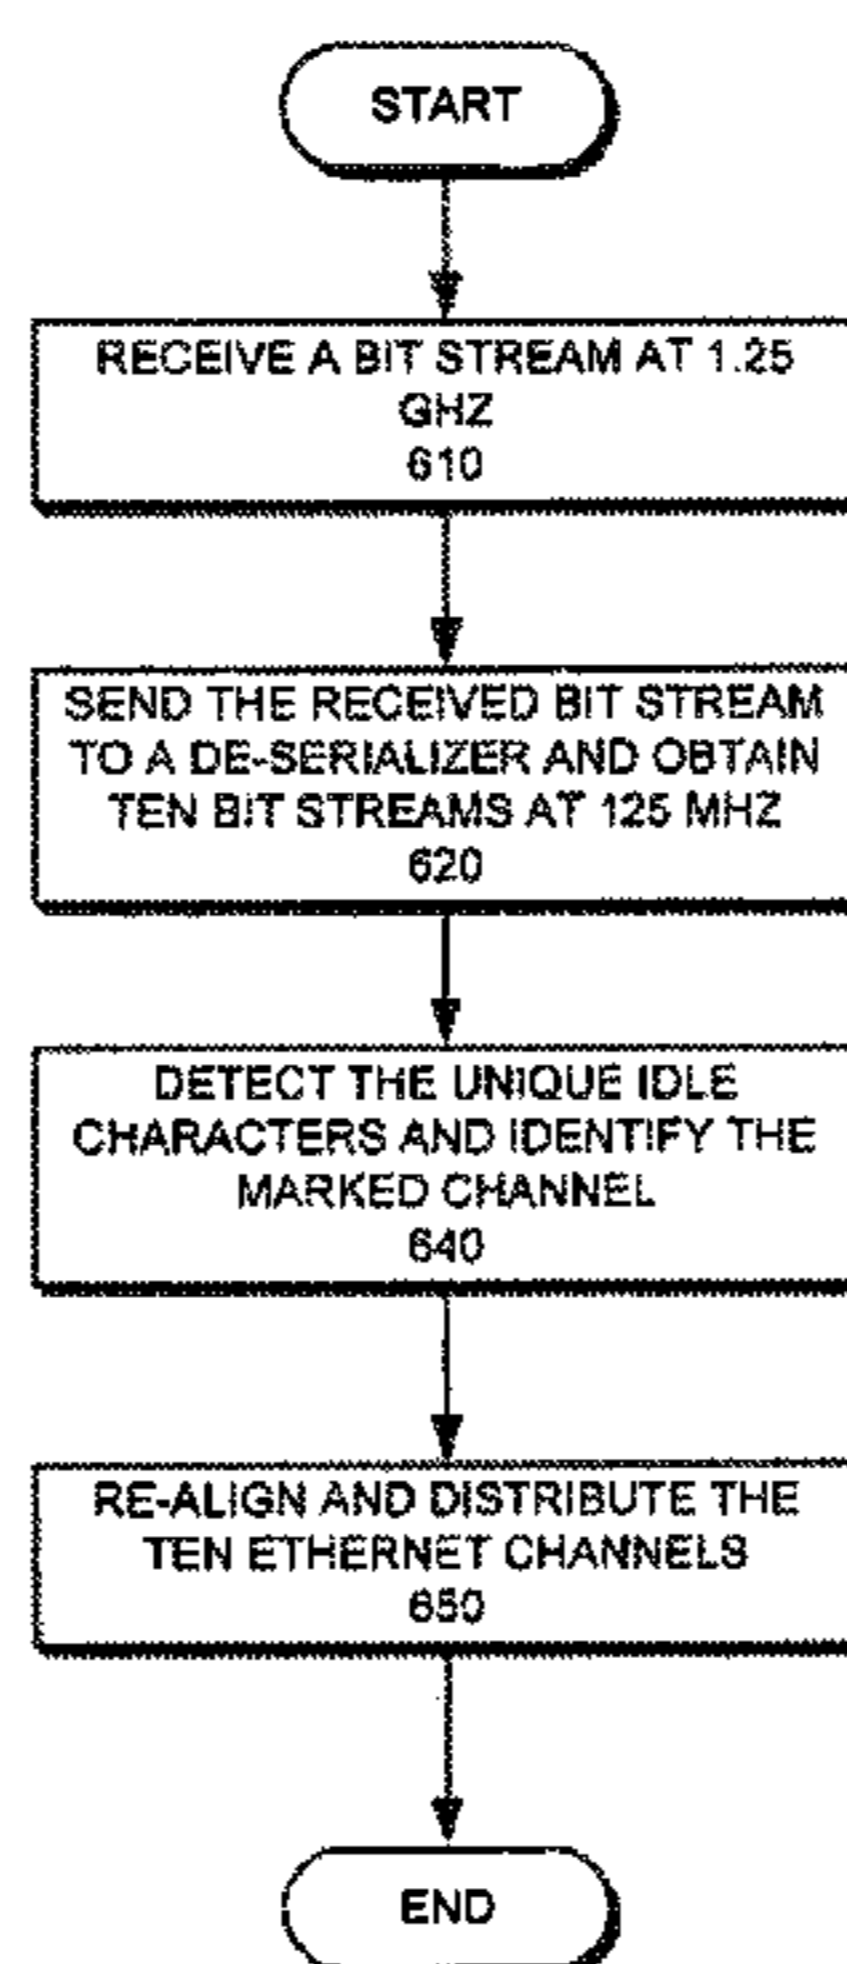 START
RECEIVE A BIT STREAM AT 1.25
GHZ
610
SEND THE RECEIVED BIT STREAM
TO A DE-SERIALIZER AND OBTAIN
TEN BIT STREAMS AT 125 MHZ
620
DETECT THE UNIQUE IDLE
CHARACTERS AND IDENTIFY THE
MARKED CHANNEL
640
RE-ALIGN AND DISTRIBUTE THE
TEN ETHERNET CHANNELS
650
END